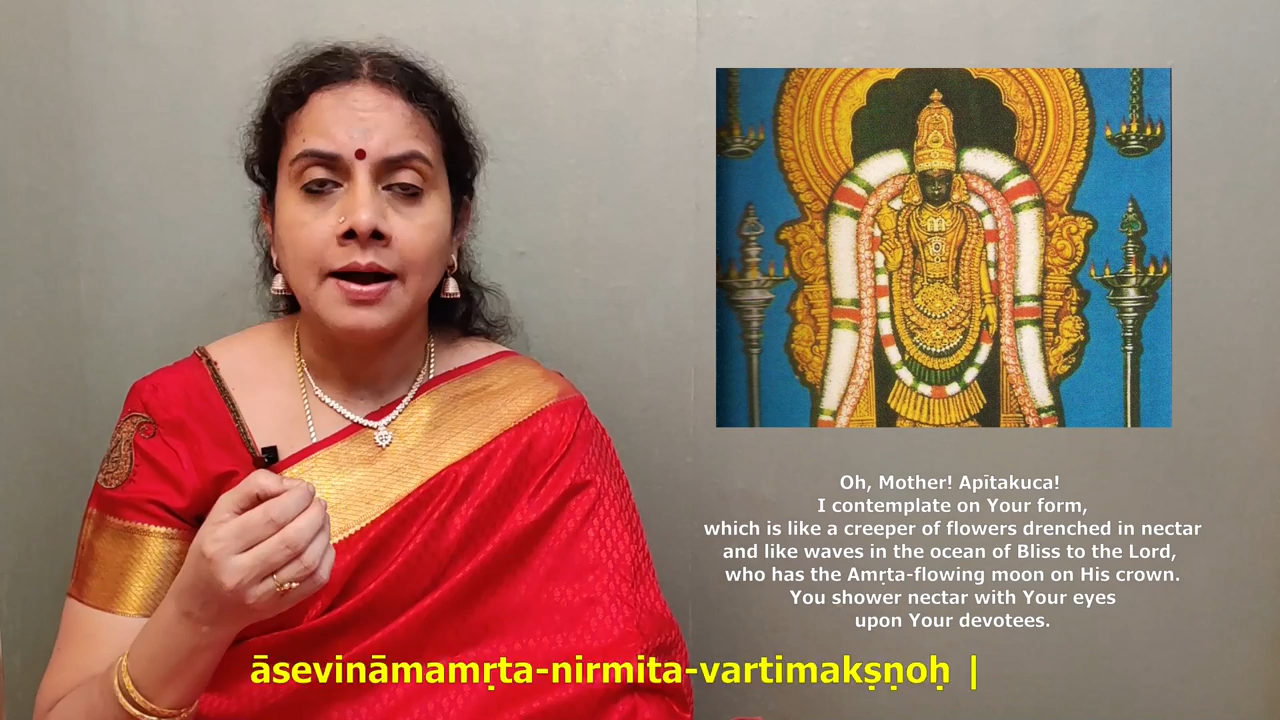 Oh, Mother! Apītakuca!
I contemplate on Your form,
which is like a creeper of flowers drenched in nectar
and like waves in the ocean of Bliss to the Lord,
who has the Amṛta-flowing moon on His crown.
You shower nectar with Your eyes
upon Your devotees.
āsevināmamṛta-nirmita-vartimakṣṇoḥ |